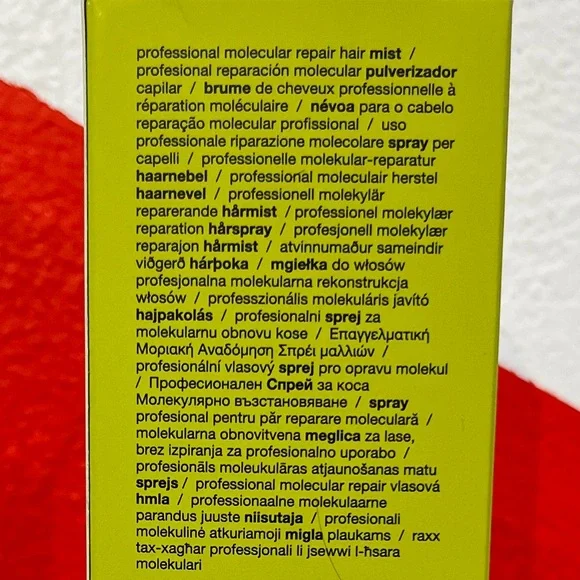 professional molecular repair hair mist /
profesional reparación molecular pulverizador
capilar / brume de cheveux professionnelle à
réparation moléculaire / névoa para o cabelo
reparação molecular profissional / uso
professionale riparazione molecolare spray per
capelli / professionelle molekular-reparatur
haarnebel / professional moleculair herstel
haarnevel / professionell molekylär
reparerande hårmist / professionel molekylær
reparation hårspray / profesjonell molekylær
reparajon hårmist / atvinnumaður sameindir
viðgerð hárþoka / mgiełka do włosów
profesjonalna molekularna rekonstrukcja
włosów / professzionális molekuláris javító
hajpakolás / profesionalni sprej za
molekularnu obnovu kose / Επαγγελματική
Μοριακή Αναδόμηση Σπρέι μαλλιών /
profesionální vlasový sprej pro opravu molekul
/ Професионален Спрей за коса
Молекулярно възстановяване / spray
profesional pentru păr reparare moleculară /
molekularna obnovitvena meglica za lase,
brez izpiranja za profesionalno uporabo /
profesionāls moleukulāras atjaunošanas matu
sprejs / professional molecular repair vlasová
hmla / professionaalne molekulaarne
parandus juuste niisutaja / profesionali
molekulinė atkuriamoji migla plaukams / raxx
tax-xagħar professjonali li jsewwi l-ħsara
molekulari